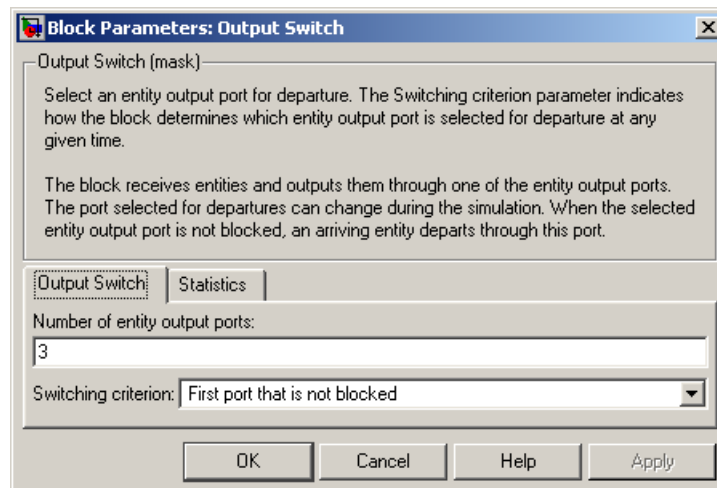 Block Parameters: Output Switch
Output Switch (mask)
Select an entity output port for departure. The Switching criterion parameter indicates
how the block determines which entity output port is selected for departure at any
given time.
The block receives entities and outputs them through one of the entity output ports.
The port selected for departures can change during the simulation. When the selected
entity output port is not blocked, an arriving entity departs through this port.
Output Switch Statistics
Number of entity output ports:
3
Switching criterion: First port that is not blocked
OK Cancel Help Apply